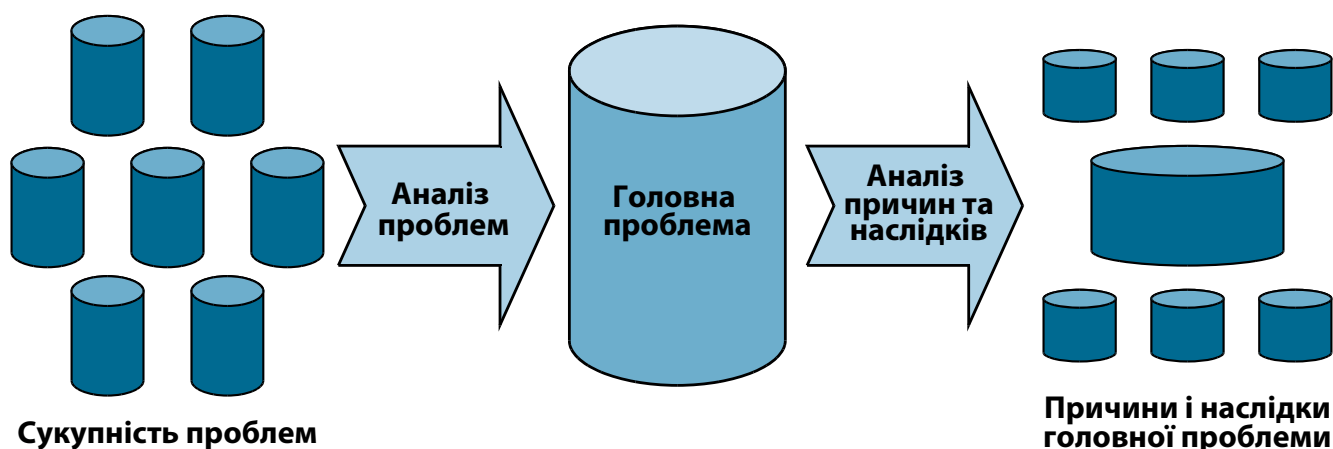 Сукупність проблем
Аналіз
проблем
Головна
проблема
Аналіз
причин та
наслідків
Причини і наслідки
головної проблеми